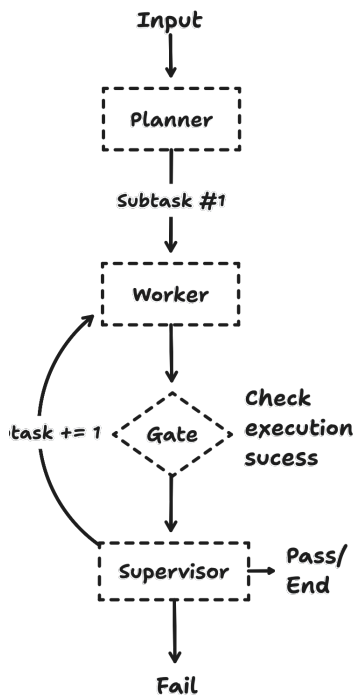 Input
Planner
Subtask #1
Worker
task += 1
Gate
Check
execution
sucess
Supervisor
Pass/
End
Fail